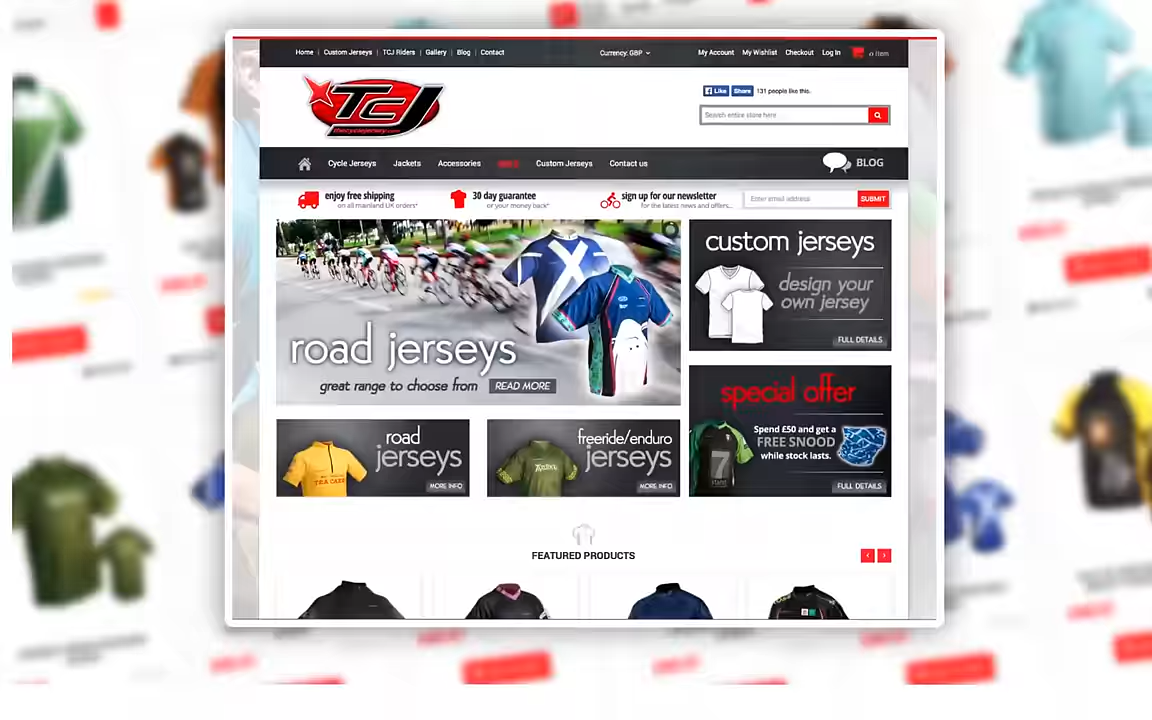 Home | Custom Jerseys | TCJ Riders | Gallery | Blog | Contact
Currency: GBP
My Account My Wishlist Checkout Log In 0 item
TCJ
thecyclejersey.com
Like Share 131 people like this.
Search entire store here
Cycle Jerseys Jackets Accessories Custom Jerseys Contact us
BLOG
enjoy free shipping
on all mainland UK orders*
30 day guarantee
or your money back*
sign up for our newsletter
for the latest news and offers...
Enter email address
SUBMIT
road jerseys
great range to choose from READ MORE
custom jerseys
design your
own jersey
FULL DETAILS
special offer
Spend £50 and get a
FREE SNOOD
while stock lasts.
7
FULL DETAILS
road
jerseys
MORE INFO
freeride/enduro
jerseys
MORE INFO
FEATURED PRODUCTS